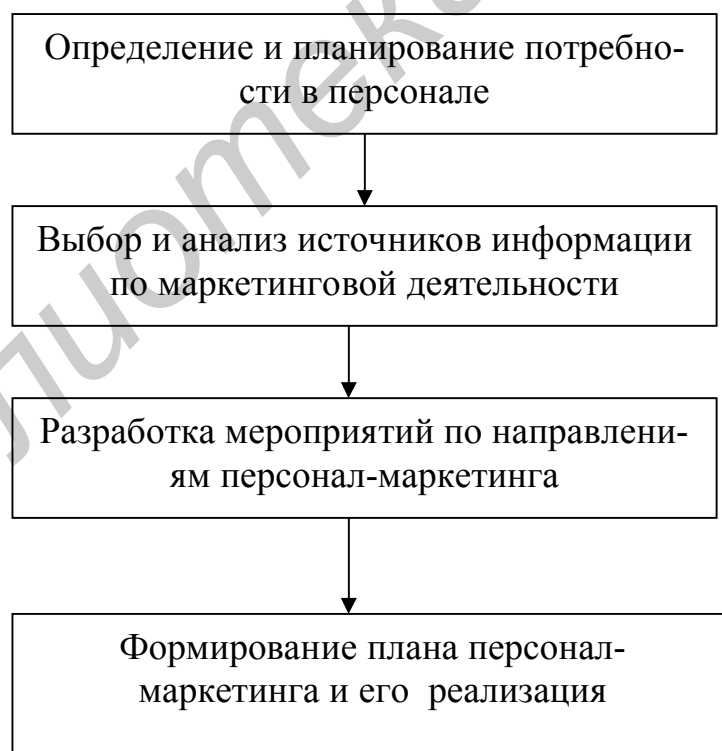 Определение и планирование потребно-
сти в персонале
Выбор и анализ источников информации
по маркетинговой деятельности
Разработка мероприятий по направлени-
ям персонал-маркетинга
Формирование плана персонал-
маркетинга и его реализация